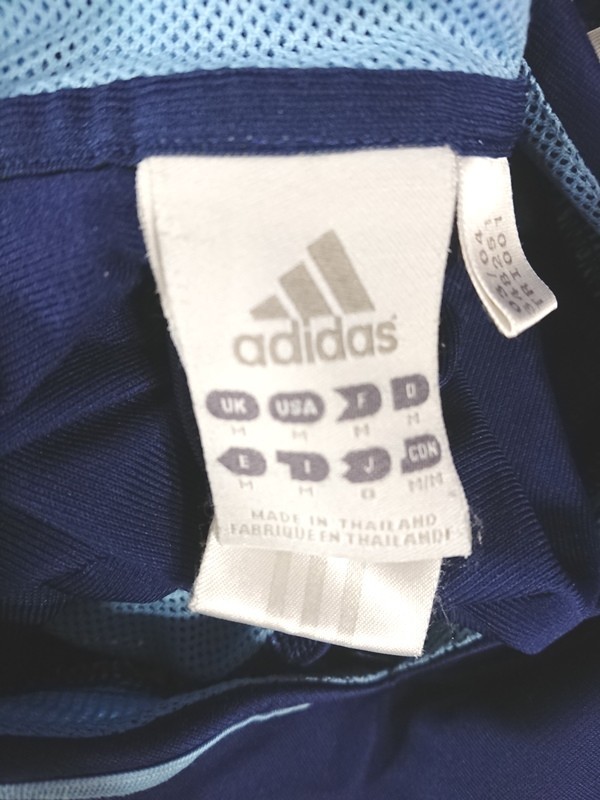 adidas
UK USA F D
M M M M
E I J CDN
M M O M/M
MADE IN THAILAND
FABRIQUE EN THAILANDE